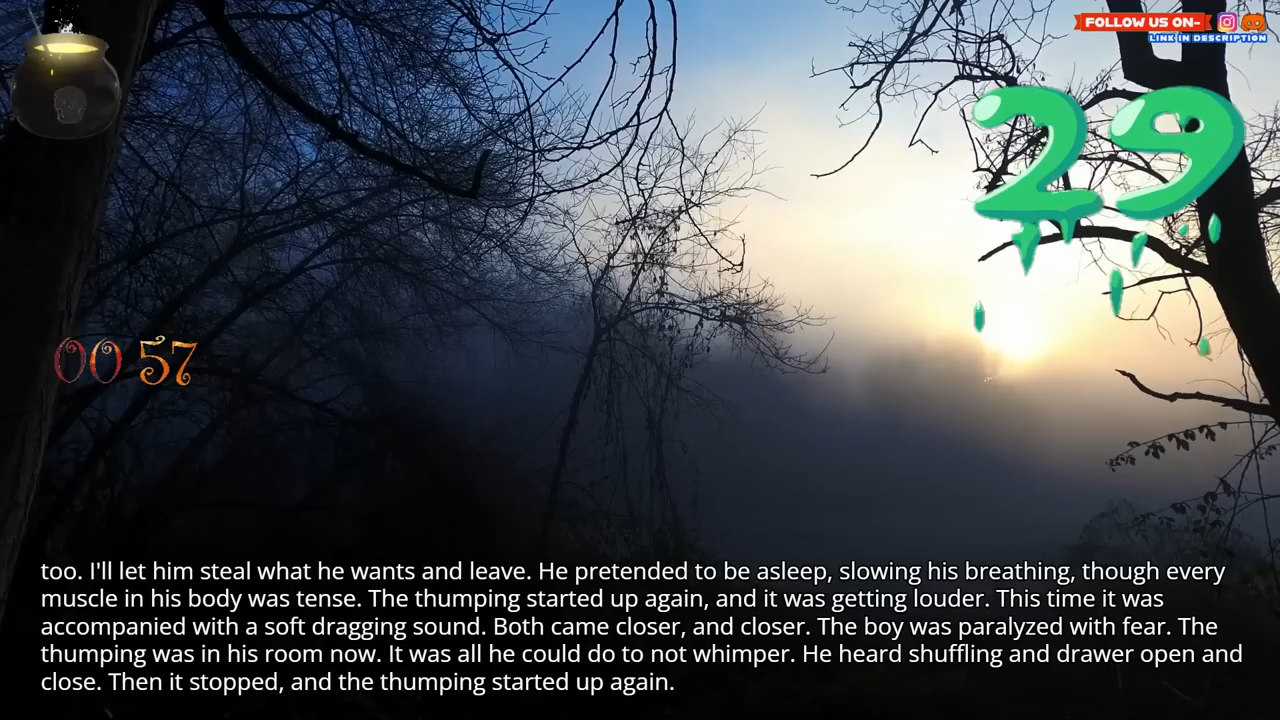 FOLLOW US ON-
LINK IN DESCRIPTION
29
00 57
too. I'll let him steal what he wants and leave. He pretended to be asleep, slowing his breathing, though every
muscle in his body was tense. The thumping started up again, and it was getting louder. This time it was
accompanied with a soft dragging sound. Both came closer, and closer. The boy was paralyzed with fear. The
thumping was in his room now. It was all he could do to not whimper. He heard shuffling and drawer open and
close. Then it stopped, and the thumping started up again.